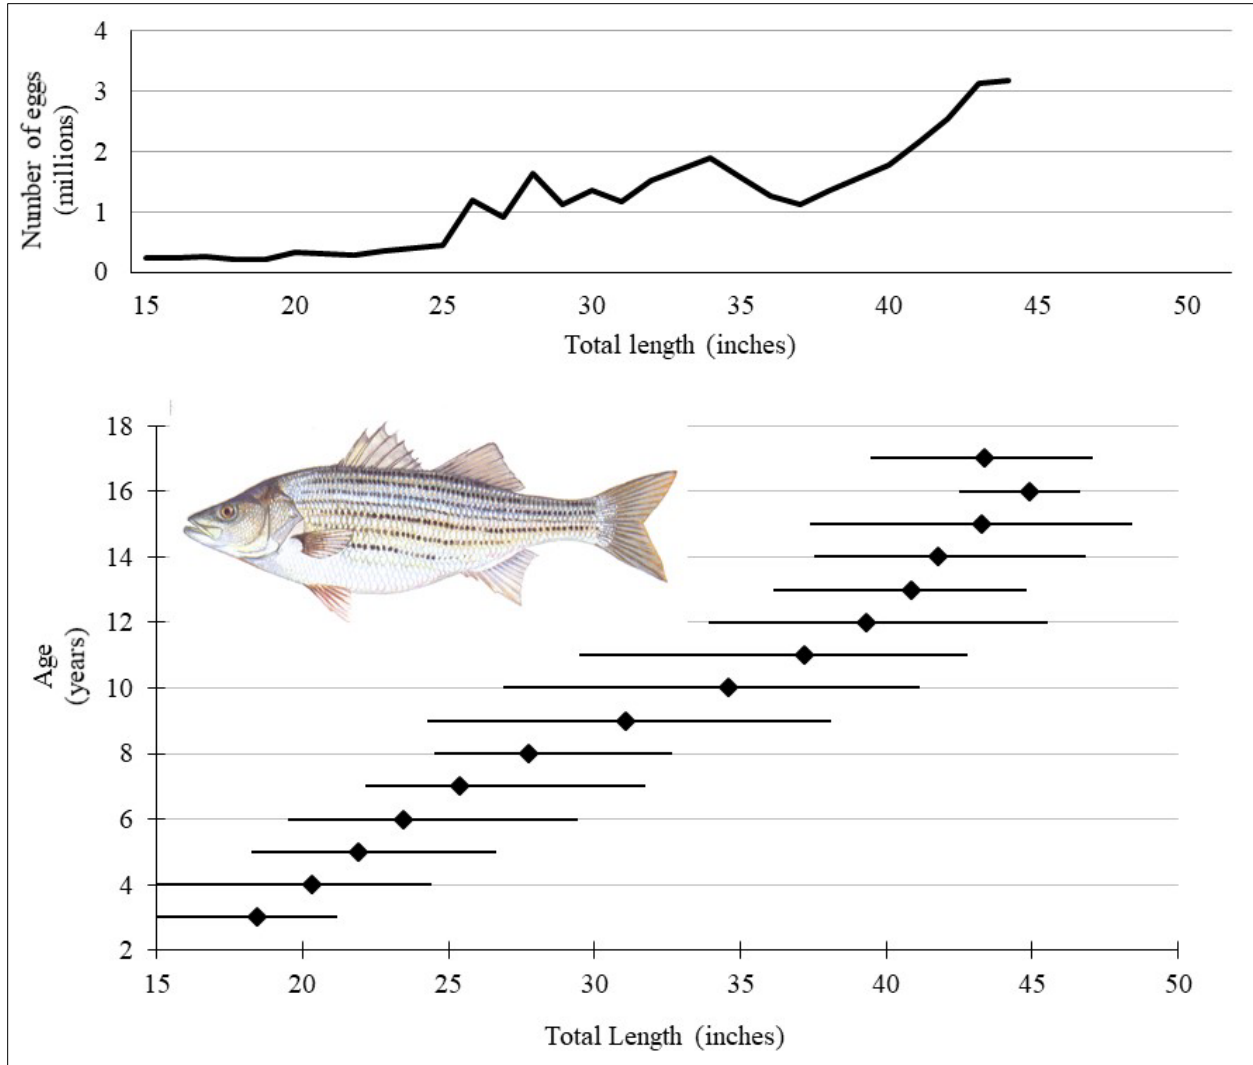 4
3
2
1
0
Number of eggs
(millions)
15 20 25 30 35 40 45 50
Total length (inches)
18
16
14
12
10
8
6
4
2
Age
(years)
15 20 25 30 35 40 45 50
Total Length (inches)